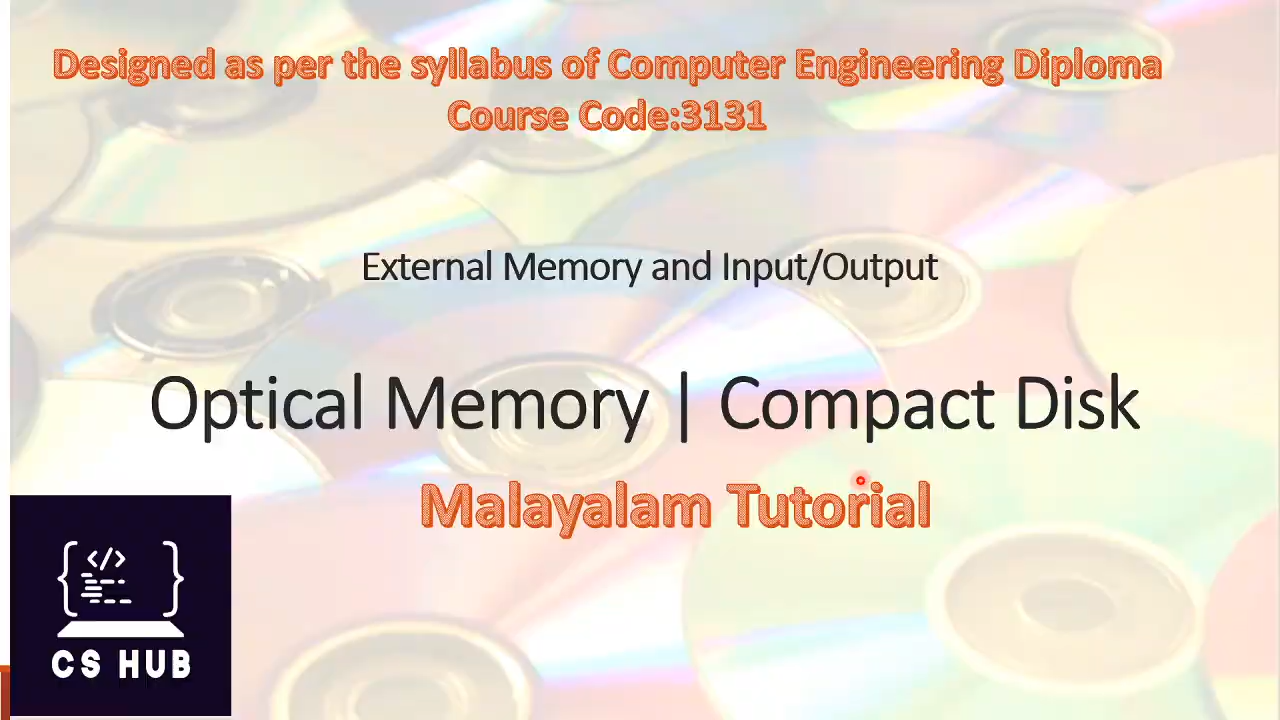 Designed as per the syllabus of Computer Engineering Diploma
Course Code:3131
External Memory and Input/Output
Optical Memory | Compact Disk
Malayalam Tutorial
{ </> }
CS HUB